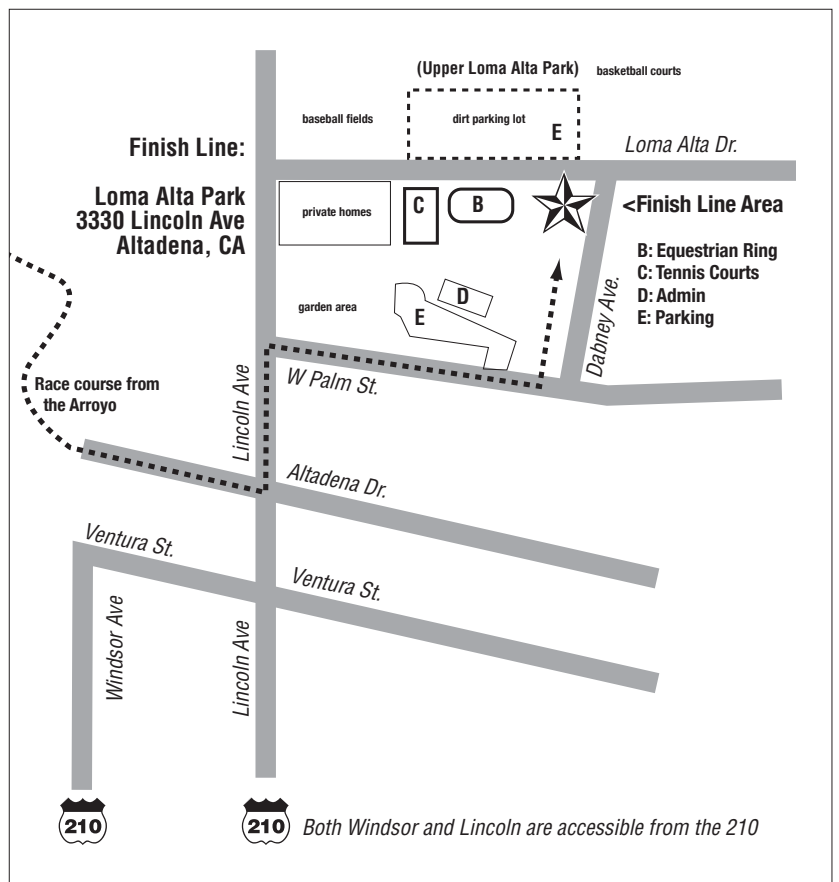 (Upper Loma Alta Park)
basketball courts
baseball fields
dirt parking lot
E
Loma Alta Dr.
Finish Line:
Loma Alta Park
3330 Lincoln Ave
Altadena, CA
private homes
C
B
<Finish Line Area
B: Equestrian Ring
C: Tennis Courts
D: Admin
E: Parking
D
E
garden area
Dabney Ave.
Race course from
the Arroyo
Lincoln Ave
W Palm St.
Altadena Dr.
Ventura St.
Ventura St.
Windsor Ave
Lincoln Ave
210
210
Both Windsor and Lincoln are accessible from the 210